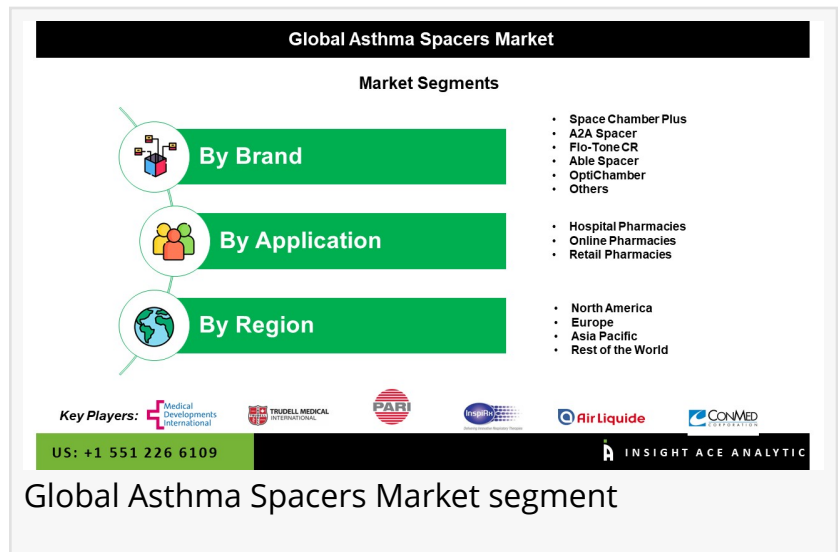 Global Asthma Spacers Market
Market Segments
By Brand
• Space Chamber Plus
• A2A Spacer
• Flo-Tone CR
• Able Spacer
• OptiChamber
• Others
By Application
• Hospital Pharmacies
• Online Pharmacies
• Retail Pharmacies
By Region
• North America
• Europe
• Asia Pacific
• Rest of the World
Key Players:
Medical
Developments
International
TRUDELL MEDICAL
INTERNATIONAL
PARI
InspiRx
Air Liquide
CONMED
CORPORATION
US: +1 551 226 6109
INSIGHT ACE ANALYTIC
Global Asthma Spacers Market segment